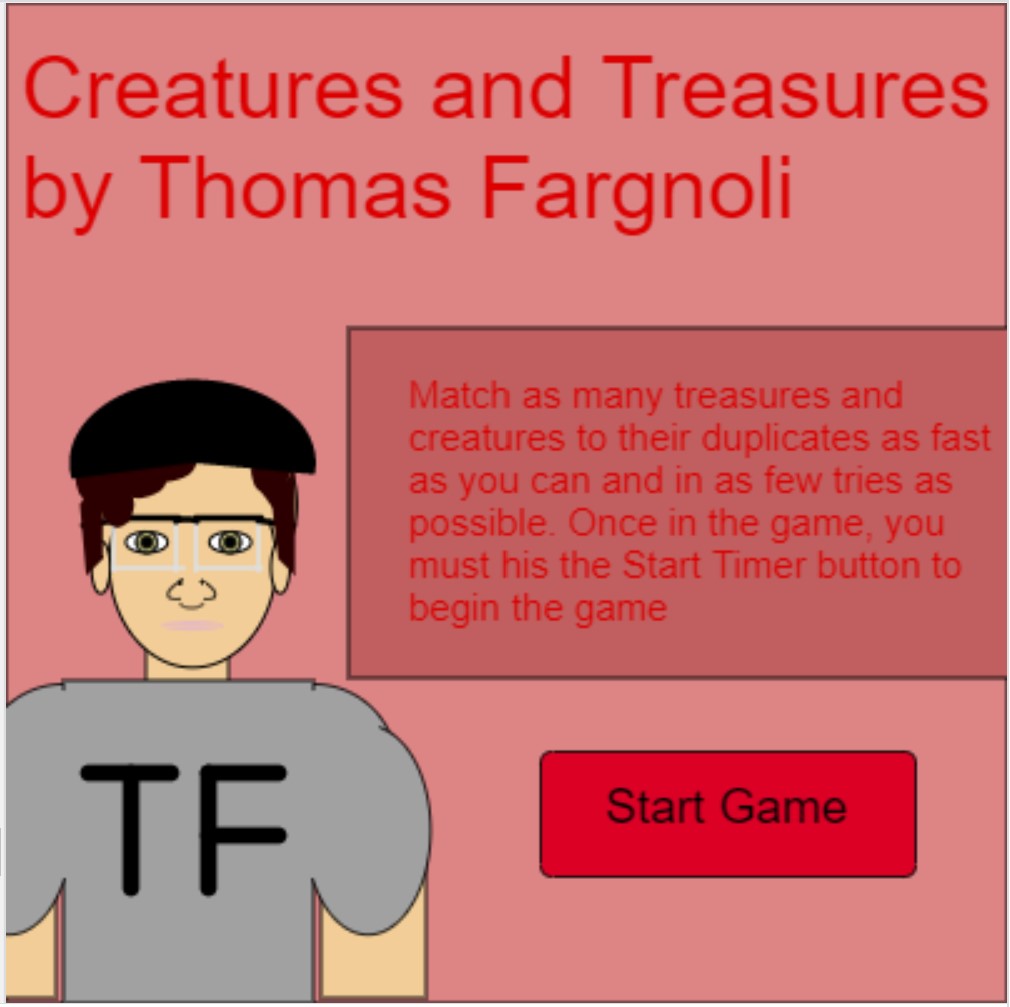 Creatures and Treasures
by Thomas Fargnoli
Match as many treasures and
creatures to their duplicates as fast
as you can and in as few tries as
possible. Once in the game, you
must his the Start Timer button to
begin the game
TF
Start Game